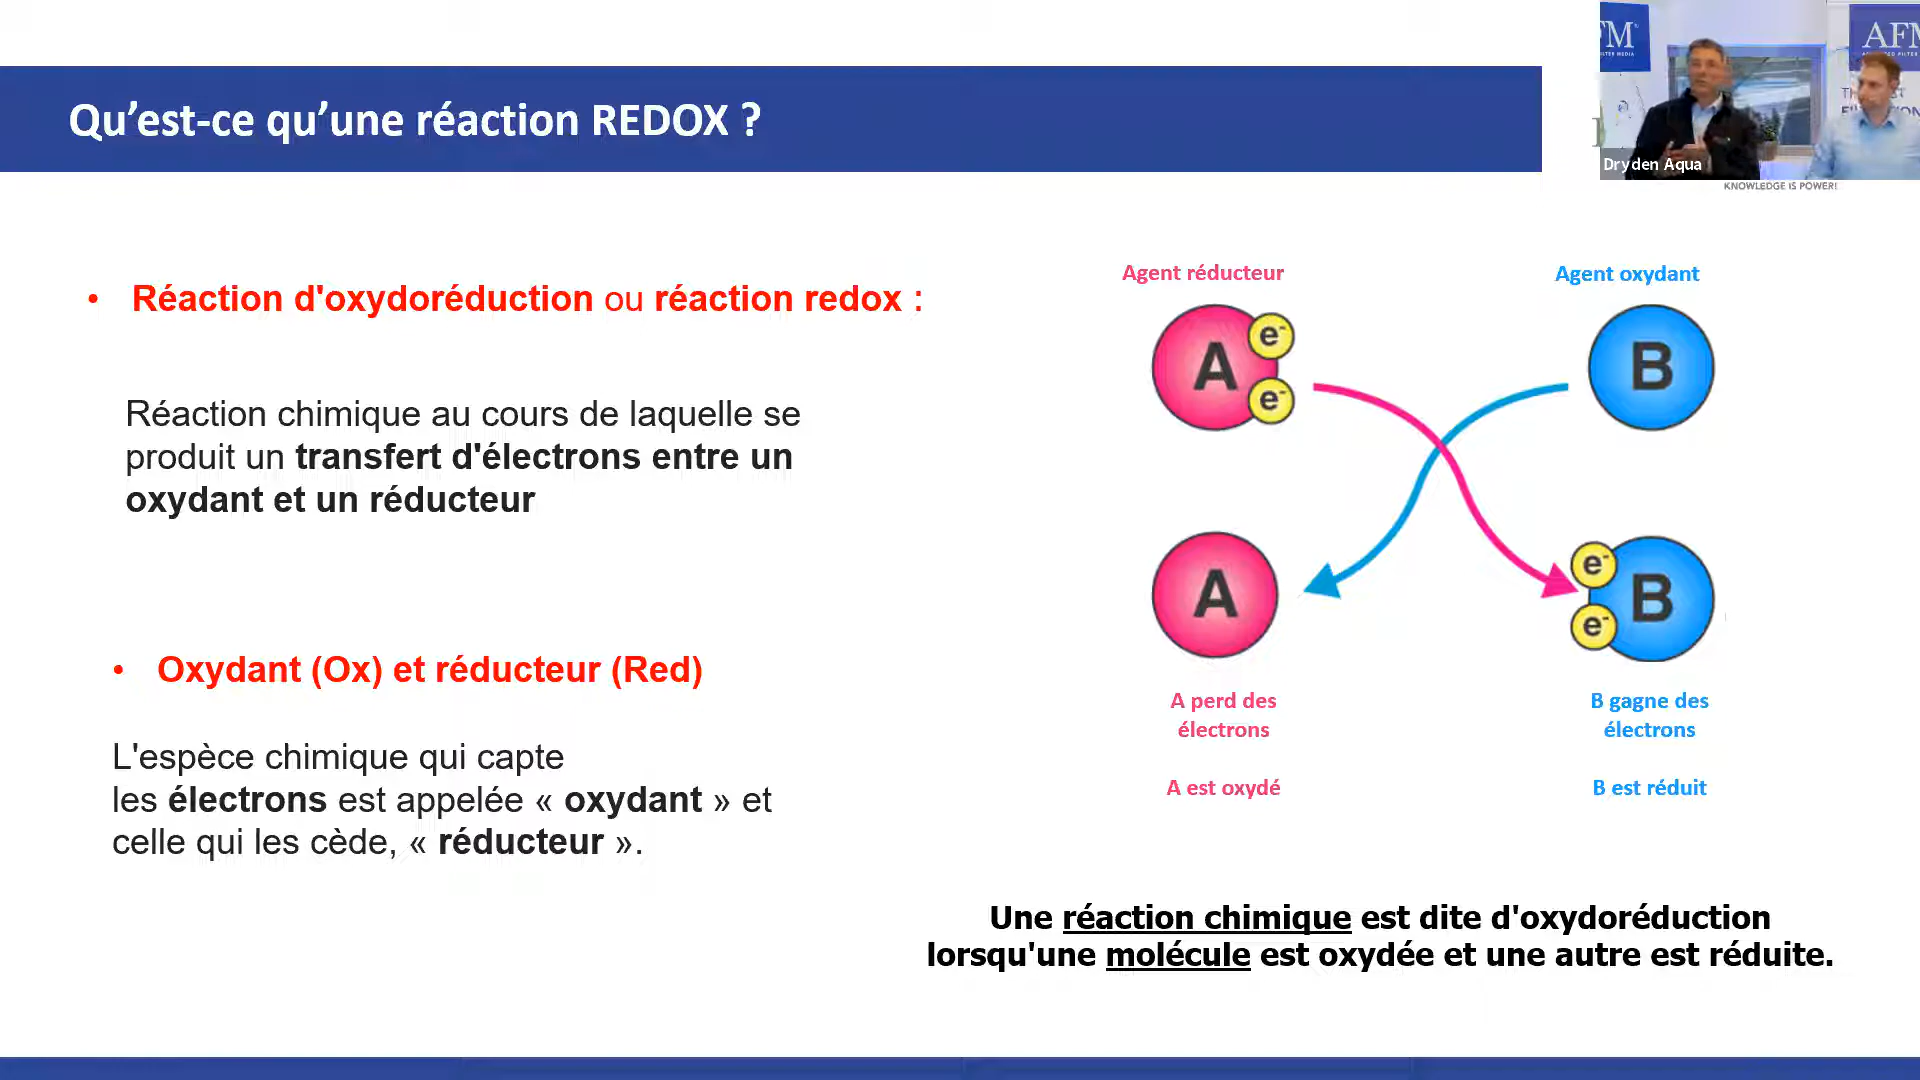 Qu’est-ce qu’une réaction REDOX ?
FM
AFM
Dryden Aqua
KNOWLEDGE IS POWER!
• Réaction d'oxydoréduction ou réaction redox :
Réaction chimique au cours de laquelle se
produit un transfert d'électrons entre un
oxydant et un réducteur
• Oxydant (Ox) et réducteur (Red)
L'espèce chimique qui capte
les électrons est appelée « oxydant » et
celle qui les cède, « réducteur ».
Agent réducteur
Agent oxydant
A
e⁻
e⁻
B
A
e⁻
e⁻
B
A perd des
électrons
B gagne des
électrons
A est oxydé
B est réduit
Une réaction chimique est dite d'oxydoréduction
lorsqu'une molécule est oxydée et une autre est réduite.